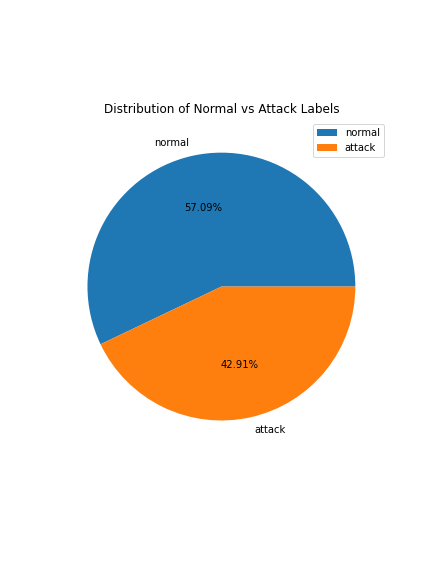 Distribution of Normal vs Attack Labels
normal
attack
normal
57.09%
42.91%
attack